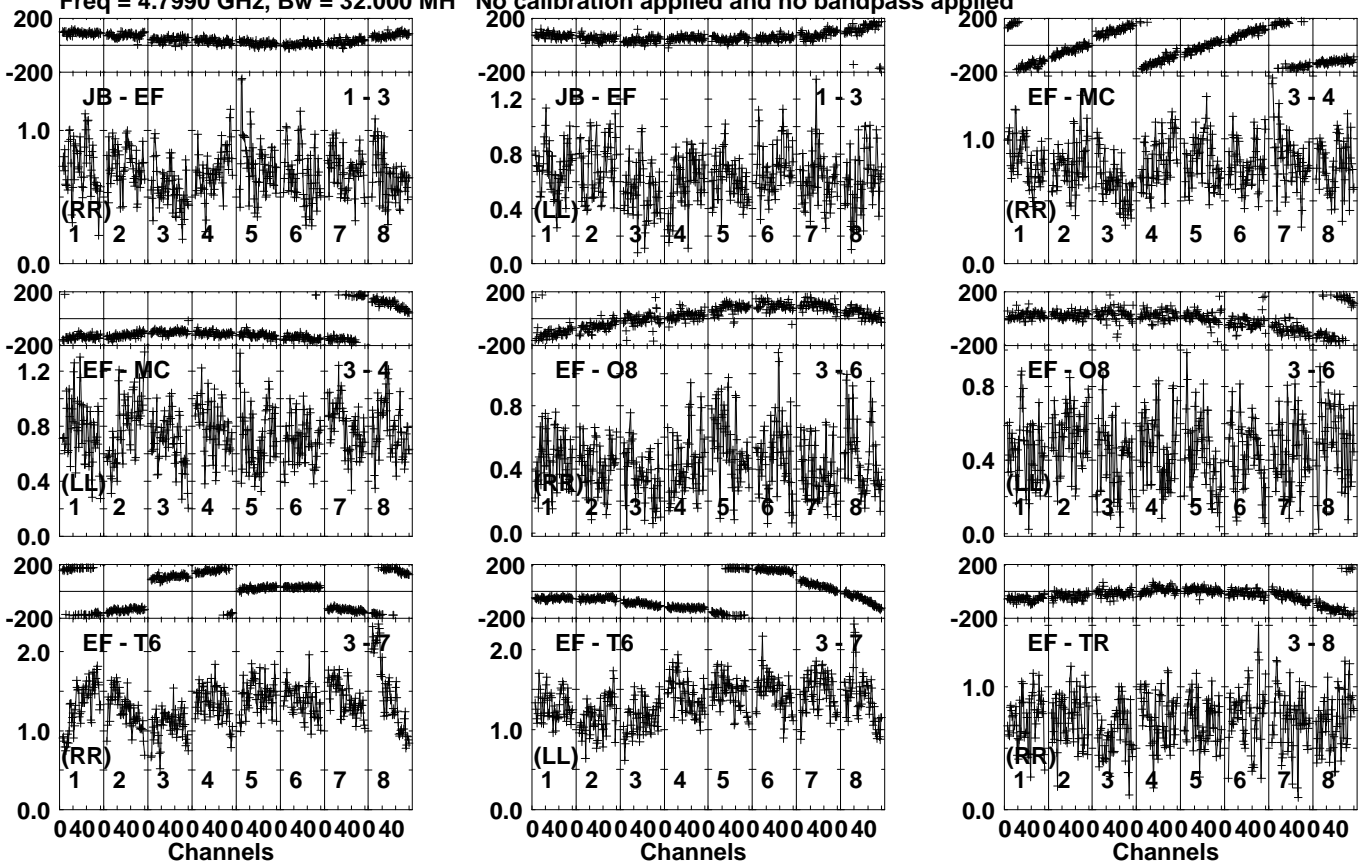 Freq = 4.7990 GHz, Bw = 32.000 MH No calibration applied and no bandpass applied
200 200 200
-200 -200 -200
JB - EF 1 - 3 JB - EF 1 - 3 EF - MC 3 - 4
1.2
1.0 1.0
0.8
(RR) (LL) (RR)
0.4
1 2 3 4 5 6 7 8 1 2 3 4 5 6 7 8 1 2 3 4 5 6 7 8
0.0 0.0 0.0
200 200 200
-200 -200 -200
EF - MC 3 - 4 EF - O8 3 - 6 EF - O8 3 - 6
1.2
0.8 0.8 0.8
0.4 0.4 0.4
(LL) (RR) (LL)
1 2 3 4 5 6 7 8 1 2 3 4 5 6 7 8 1 2 3 4 5 6 7 8
0.0 0.0 0.0
200 200 200
-200 -200 -200
EF - T6 3 - 7 EF - T6 3 - 7 EF - TR 3 - 8
2.0 2.0
1.0 1.0 1.0
(RR) (LL) (RR)
1 2 3 4 5 6 7 8 1 2 3 4 5 6 7 8 1 2 3 4 5 6 7 8
0.0 0.0 0.0
0 40 0 40 0 40 0 40 0 40 0 40 0 40 0 40 0 40 0 40 0 40 0 40 0 40 0 40 0 40 0 40 0 40 0 40 0 40 0 40 0 40 0 40 0 40 0 40
Channels Channels Channels